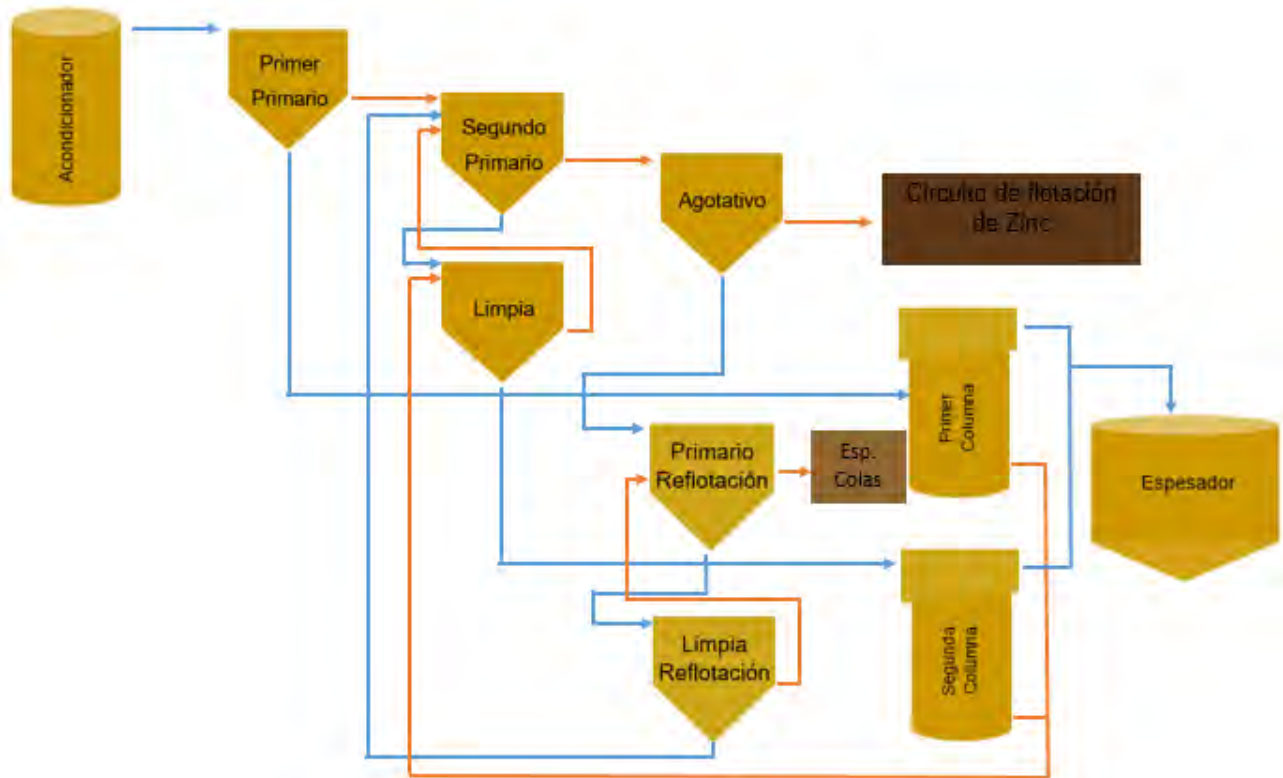 Acondicionador
Primer
Primario
Segundo
Primario
Agotativo
Circuito de flotación
de Zinc
Limpia
Primer
Columna
Primario
Reflotación
Esp.
Colas
Espesador
Limpia
Reflotación
Segunda
Columna